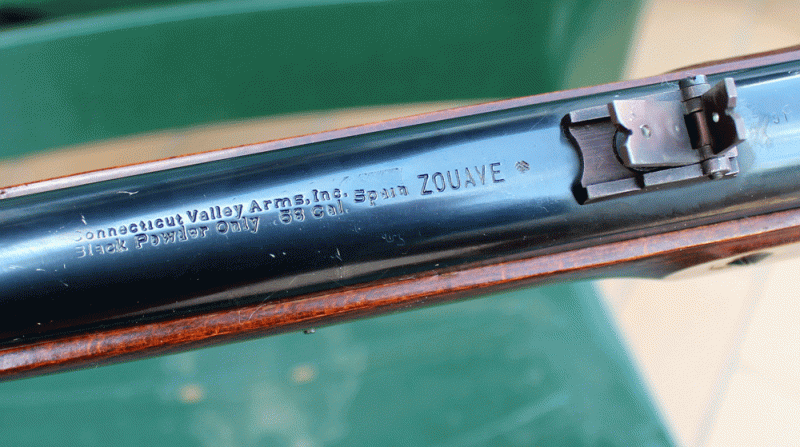 Connecticut Valley Arms, Inc.
Black Powder Only .58 Cal. Spain ZOUAVE